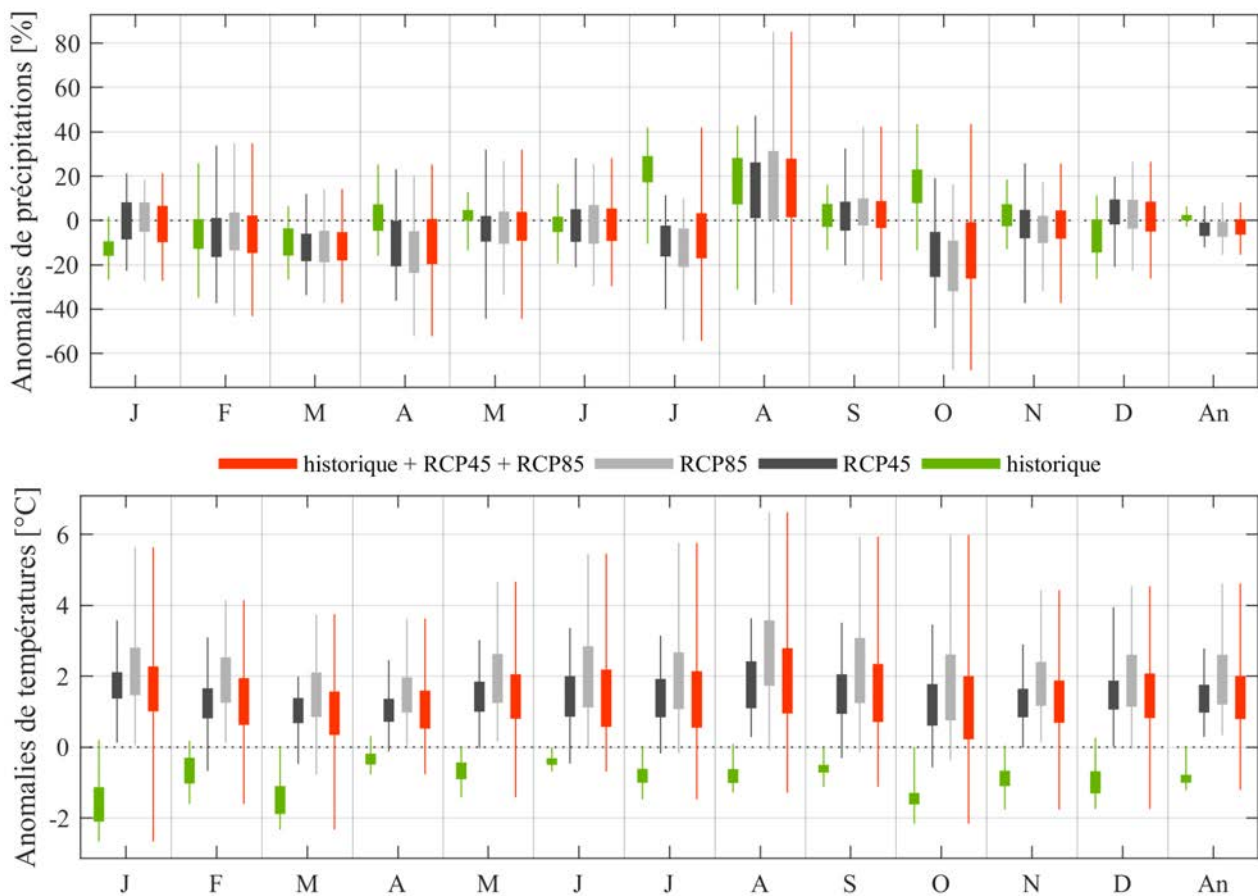 Anomalies de précipitations [%]
80
60
40
20
0
-20
-40
-60
J F M A M J J A S O N D An
historique + RCP45 + RCP85 RCP85 RCP45 historique
Anomalies de températures [°C]
6
4
2
0
-2
J F M A M J J A S O N D An